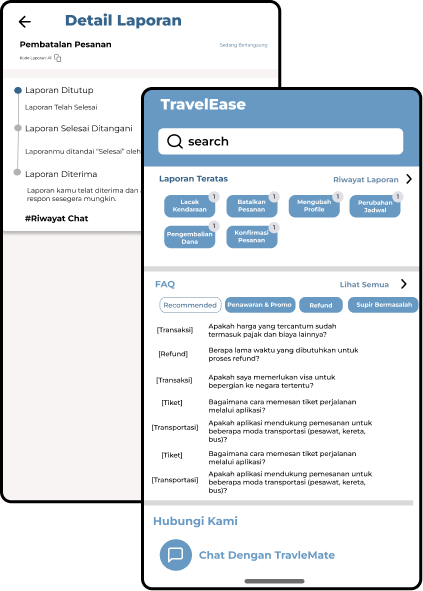 Detail Laporan
Pembatalan Pesanan
Sedang Berlangsung
Kode Laporan: A1
Laporan Ditutup
Laporan Telah Selesai
Laporan Selesai Ditangani
Laporanmu ditandai "Selesai" oleh
Laporan Diterima
Laporan kamu telat diterima dan
respon sesegera mungkin.
#Riwayat Chat
TravelEase
search
Laporan Teratas
Riwayat Laporan
Lacak
Kendarsan
1
Batalkan
Pesanan
1
Mengubah
Profile
1
Perubahan
Jadwal
1
Pengembalian
Dana
1
Konfirmasi
Pesanan
1
FAQ
Lihat Semua
Recommended
Penawaran & Promo
Refund
Supir Bermasalah
[Transaksi]
Apakah harga yang tercantum sudah
termasuk pajak dan biaya lainnya?
[Refund]
Berapa lama waktu yang dibutuhkan untuk
proses refund?
[Transaksi]
Apakah saya memerlukan visa untuk
bepergian ke negara tertentu?
[Tiket]
Bagaimana cara memesan tiket perjalanan
melalui aplikasi?
[Transportasi]
Apakah aplikasi mendukung pemesanan untuk
beberapa moda transportasi (pesawat, kereta,
bus)?
[Tiket]
Bagaimana cara memesan tiket perjalanan
melalui aplikasi?
[Transportasi]
Apakah aplikasi mendukung pemesanan untuk
beberapa moda transportasi (pesawat, kereta,
bus)?
Hubungi Kami
Chat Dengan TravleMate